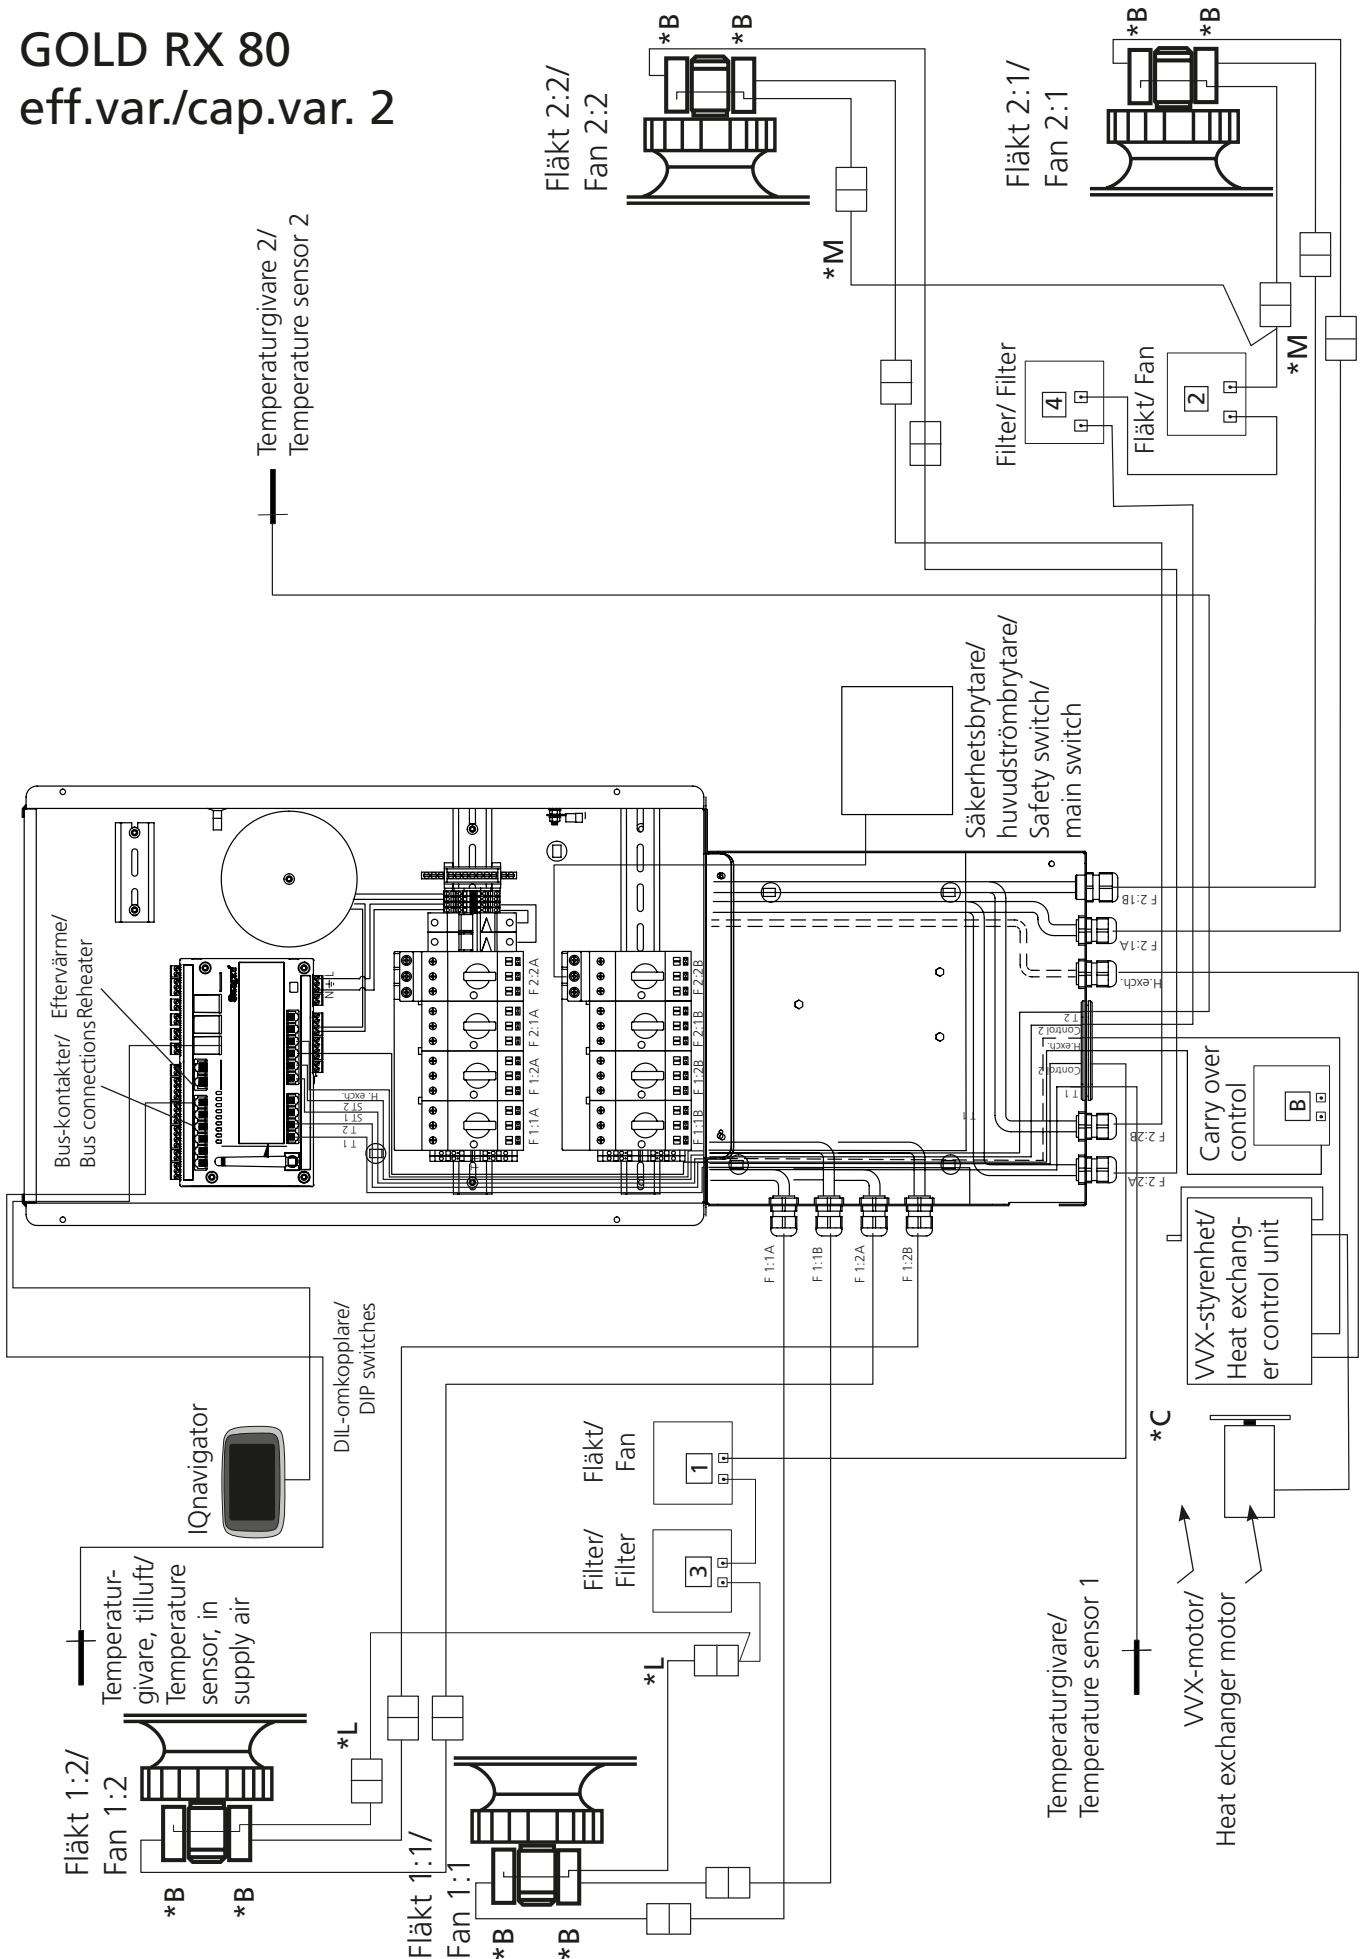 GOLD RX 80
eff.var./cap.var. 2
*B
*B
Fläkt 2:2/
Fan 2:2
*M
*B
*B
Fläkt 2:1/
Fan 2:1
*M
Temperaturgivare 2/
Temperature sensor 2
Filter/ Filter
4
Fläkt/ Fan
2
Säkerhetsbrytare/
huvudströmbrytare/
Safety switch/
main switch
Bus-kontakter/
Bus connections
Eftervärme/
Reheater
N
L
H. exch.
ST 2
ST 1
T 2
T 1
F 1:1A
F 1:2A
F 2:1A
F 2:2A
F 1:1B
F 1:2B
F 2:1B
F 2:2B
F 2:1B
F 2:1A
H.exch.
T 2
Control 2
H.exch.
Control 2
T 1
T 1
F 2:2B
F 2:2A
F 1:1A
F 1:1B
F 1:2A
F 1:2B
Carry over
control
B
VVX-styrenhet/
Heat exchang-
er control unit
*C
VVX-motor/
Heat exchanger motor
Temperaturgivare/
Temperature sensor 1
IQnavigator
DIL-omkopplare/
DIP switches
Fläkt/
Fan
1
Filter/
Filter
3
Temperatur-
givare, tilluft/
Temperature
sensor, in
supply air
*L
*L
Fläkt 1:2/
Fan 1:2
*B
*B
Fläkt 1:1/
Fan 1:1
*B
*B